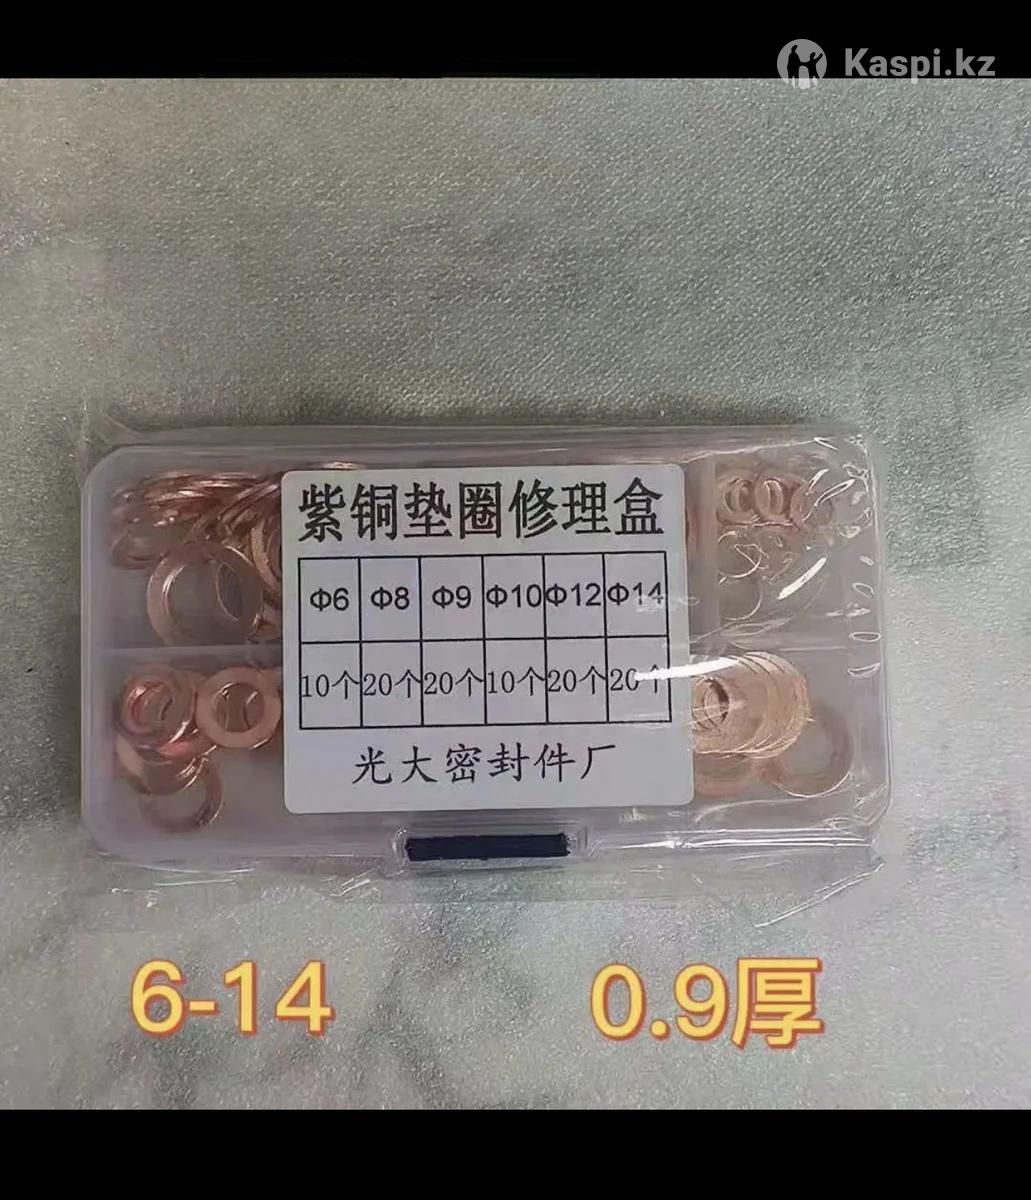 Kaspi.kz
紫铜垫圈修理盒
Φ6 Φ8 Φ9 Φ10 Φ12 Φ14
10个 20个 20个 10个 20个 20个
光大密封件厂
6-14 0.9厚